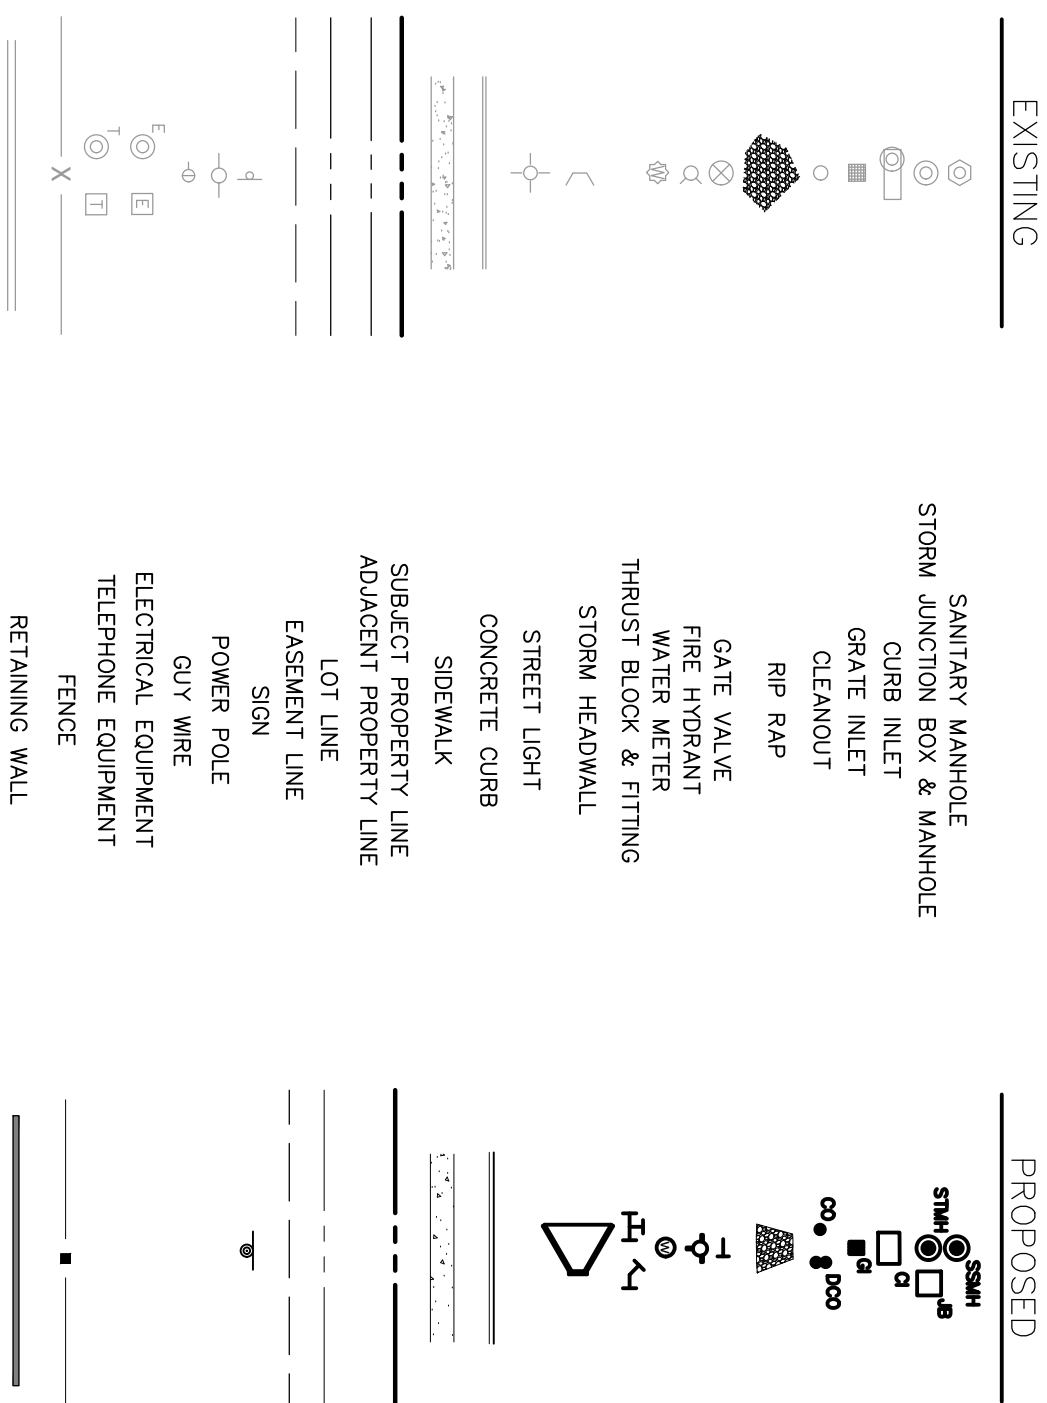 EXISTING
PROPOSED
SANITARY MANHOLE
SSMH
STORM JUNCTION BOX & MANHOLE
STMH
JB
CURB INLET
CI
GRATE INLET
GI
CLEANOUT
CO
DCO
RIP RAP
GATE VALVE
FIRE HYDRANT
WATER METER
W
THRUST BLOCK & FITTING
STORM HEADWALL
STREET LIGHT
CONCRETE CURB
SIDEWALK
SUBJECT PROPERTY LINE
ADJACENT PROPERTY LINE
LOT LINE
EASEMENT LINE
SIGN
POWER POLE
GUY WIRE
E
E
ELECTRICAL EQUIPMENT
T
T
TELEPHONE EQUIPMENT
X
FENCE
RETAINING WALL